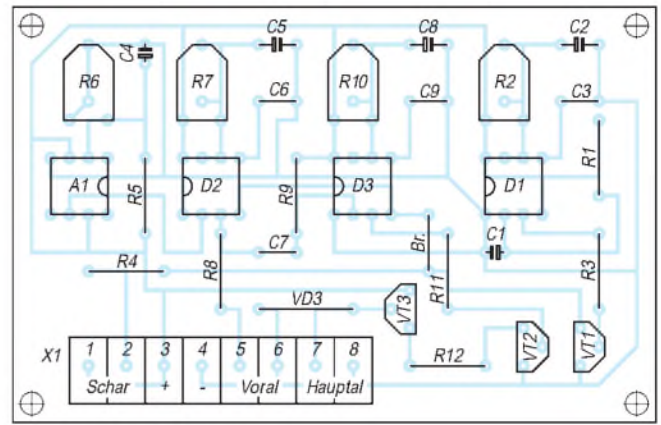 C5 C8 C2
C4
R6 R7 R10 R2
C6 C9 C3
A1 R5 D2 R9 D3 D1 R1
C7 Br. C1
R4 R8 R11 R3
VD3 VT3
R12 VT2 VT1
X1 1 2 3 4 5 6 7 8
Schar + - Voral Hauptal